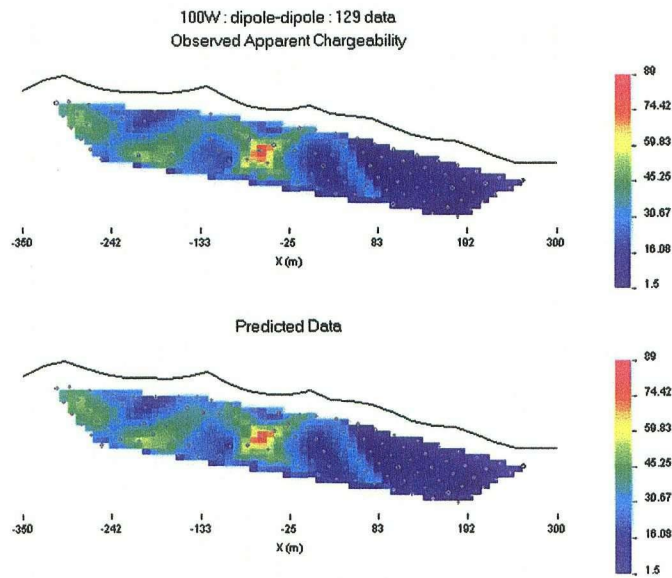 100W : dipole-dipole : 129 data
Observed Apparent Chargeability
89
74.42
59.83
45.25
30.67
16.08
1.5
-350 -242 -133 -25 83 192 300
X (m)
Predicted Data
89
74.42
59.83
45.25
30.67
16.08
1.5
-350 -242 -133 -25 83 192 300
X (m)